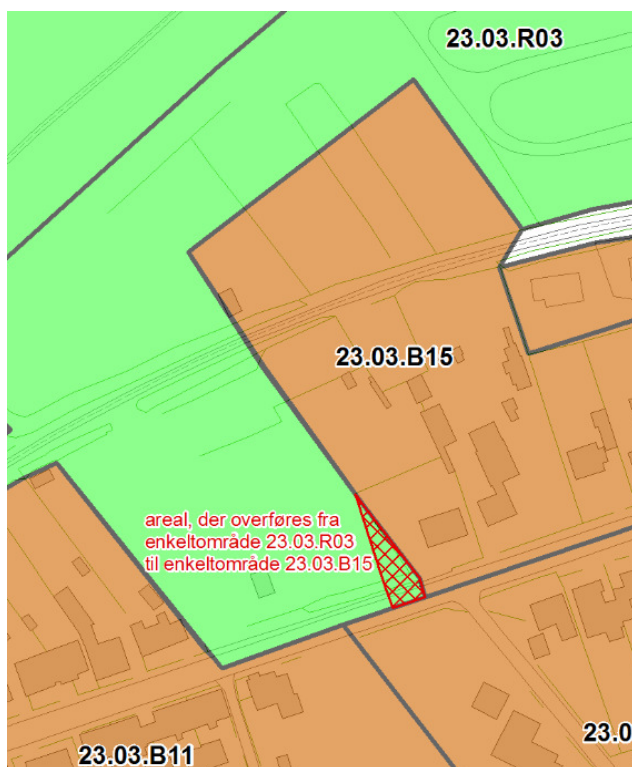 23.03.R03
23.03.B15
areal, der overføres fra
enkeltområde 23.03.R03
til enkeltområde 23.03.B15
23.03.B11
23.0